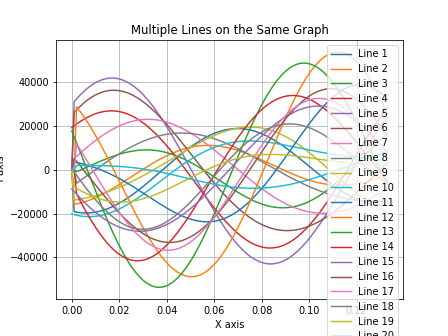 Multiple Lines on the Same Graph
40000
20000
0
−20000
−40000
0.00
0.02
0.04
0.06
0.08
0.10
X axis
Line 1
Line 2
Line 3
Line 4
Line 5
Line 6
Line 7
Line 8
Line 9
Line 10
Line 11
Line 12
Line 13
Line 14
Line 15
Line 16
Line 17
Line 18
Line 19
Line 20